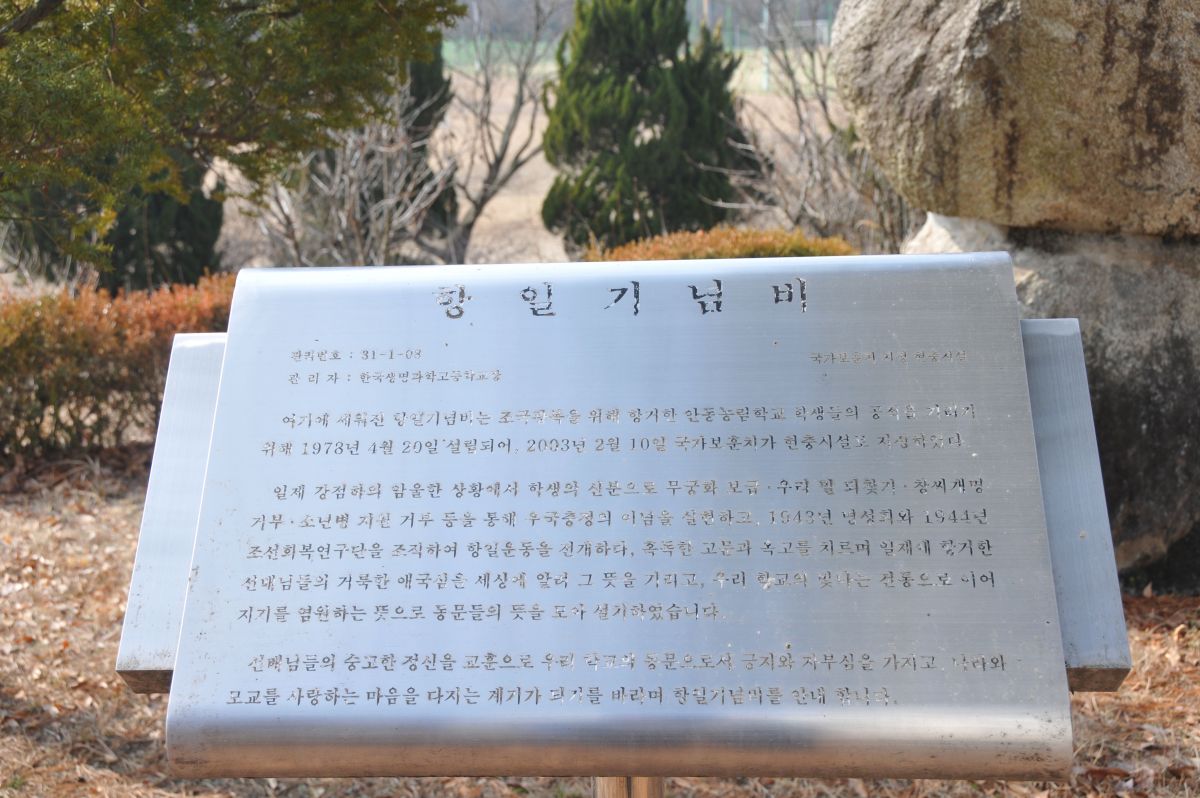 항 일 기 념 비
관리번호 : 31-1-08
국가보훈처 지정 현충시설
관 리 자 : 한국생명과학고등학교장
여기에 세워진 항일기념비는 조국광복을 위해 항거한 안동농림학교 학생들의 공적을 기리기
위해 1973년 4월 20일 설립되어, 2003년 2월 10일 국가보훈처가 현충시설로 지정하였다.
일제 강점하의 암울한 상황에서 학생의 신분으로 무궁화 보급·우리 말 되찾기·창씨개명
거부·소년병 지원 거부 등을 통해 우국충정의 이념을 실현하고, 1943년 명성회와 1944년
조선회복연구단을 조직하여 항일운동을 전개하다, 혹독한 고문과 옥고를 치르며 일제에 항거한
선배님들의 거룩한 애국심을 세상에 알려 그 뜻을 기리고, 우리 학교의 빛나는 전통으로 이어
지기를 염원하는 뜻으로 동문들의 뜻을 모아 설치하였습니다.
선배님들의 숭고한 정신을 교훈으로 우리 학교의 동문으로서 긍지와 자부심을 가지고 나라와
모교를 사랑하는 마음을 다지는 계기가 되기를 바라며 항일기념비를 안내 합니다.